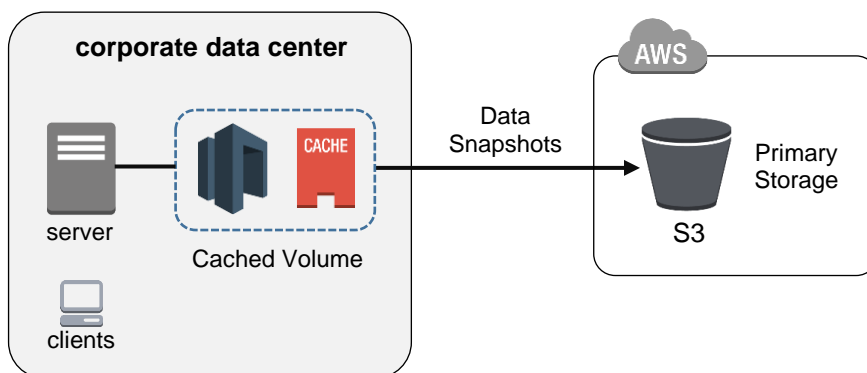 corporate data center
AWS
CACHE
Data
Snapshots
Primary
Storage
server
S3
Cached Volume
clients